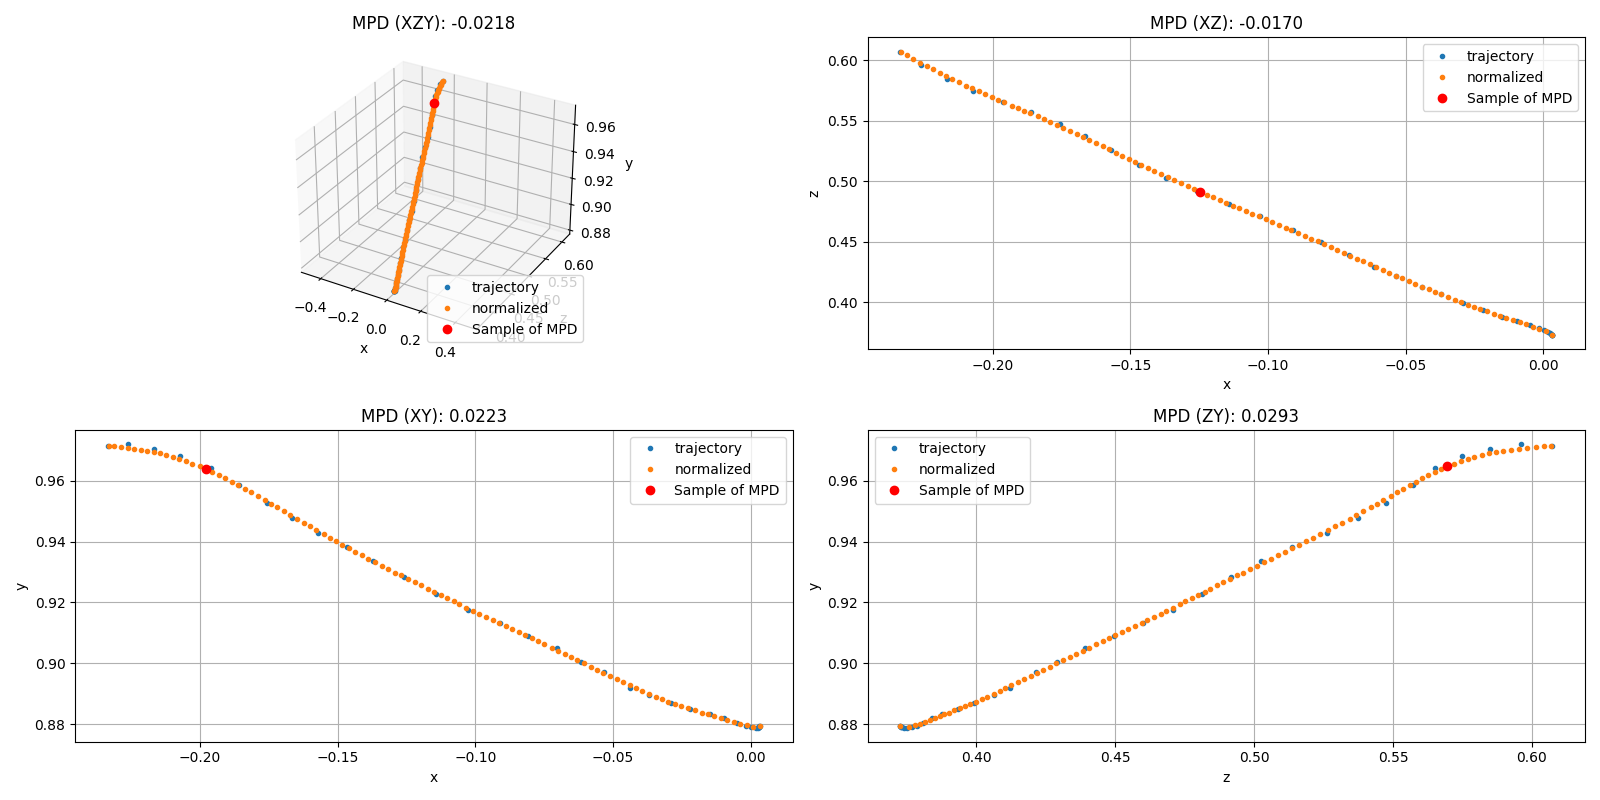 MPD (XZY): -0.0218
0.96
0.94
0.92
0.90
0.88
y
0.60
0.55
0.50
0.45
0.40
z
−0.4
−0.2
0.0
0.2
0.4
x
trajectory
normalized
Sample of MPD
MPD (XZ): -0.0170
0.60
0.55
0.50
0.45
0.40
z
−0.20
−0.15
−0.10
−0.05
0.00
x
trajectory
normalized
Sample of MPD
MPD (XY): 0.0223
0.96
0.94
0.92
0.90
0.88
y
−0.20
−0.15
−0.10
−0.05
0.00
x
trajectory
normalized
Sample of MPD
MPD (ZY): 0.0293
0.96
0.94
0.92
0.90
0.88
y
0.40
0.45
0.50
0.55
0.60
z
trajectory
normalized
Sample of MPD